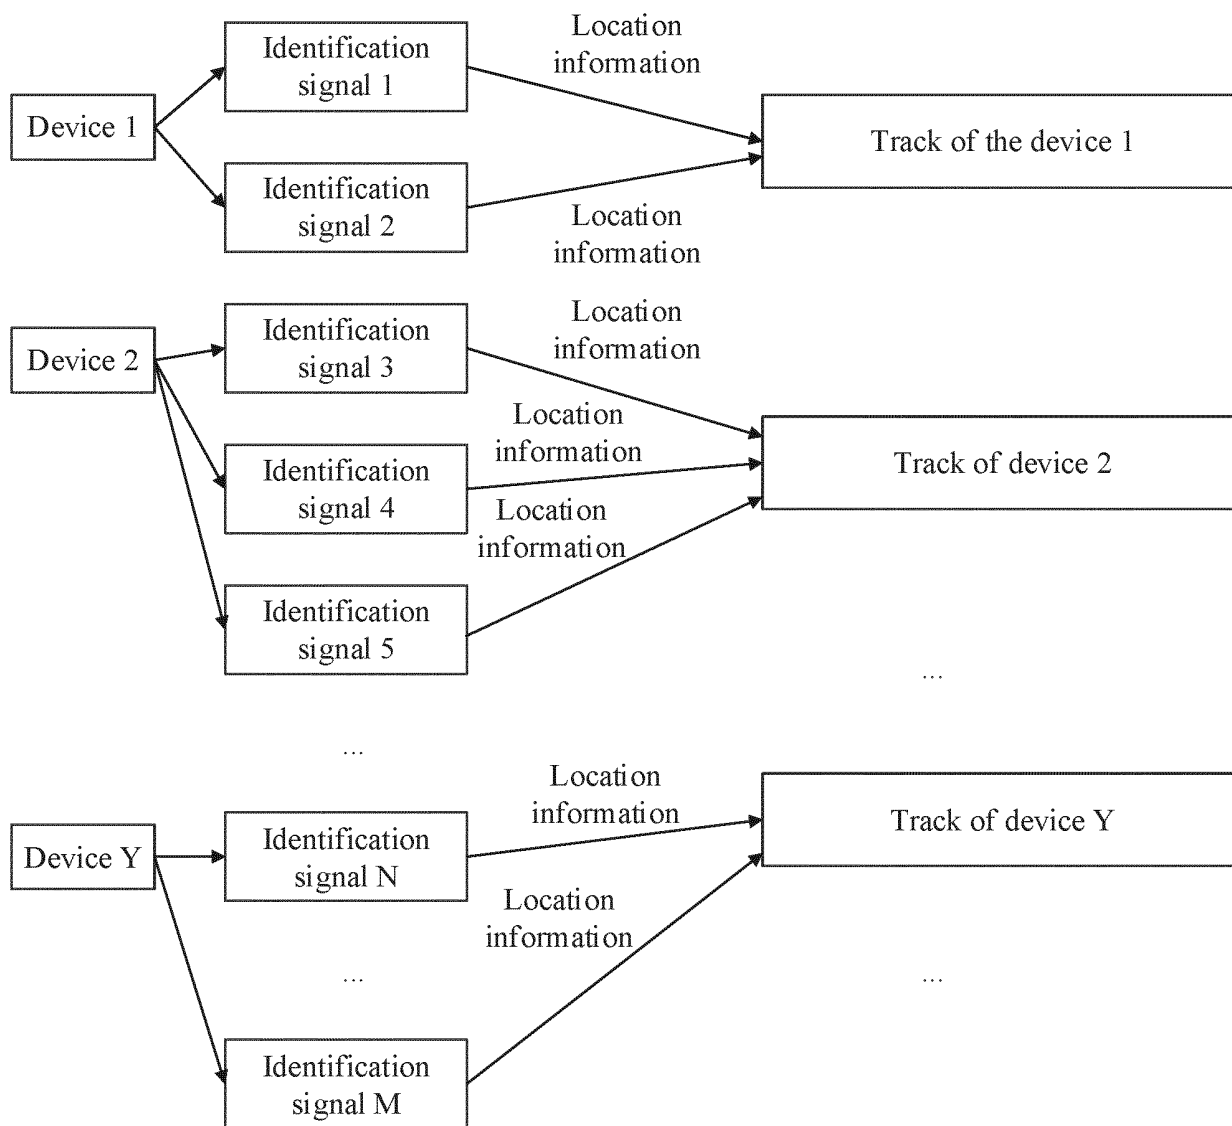 Location
information
Identification
signal 1
Device 1
Track of the device 1
Identification
signal 2
Location
information
Location
information
Identification
signal 3
Device 2
Location
information
Track of device 2
Identification
signal 4
Location
information
Identification
signal 5
...
...
Location
information
Track of device Y
Identification
signal N
Device Y
Location
information
...
...
Identification
signal M